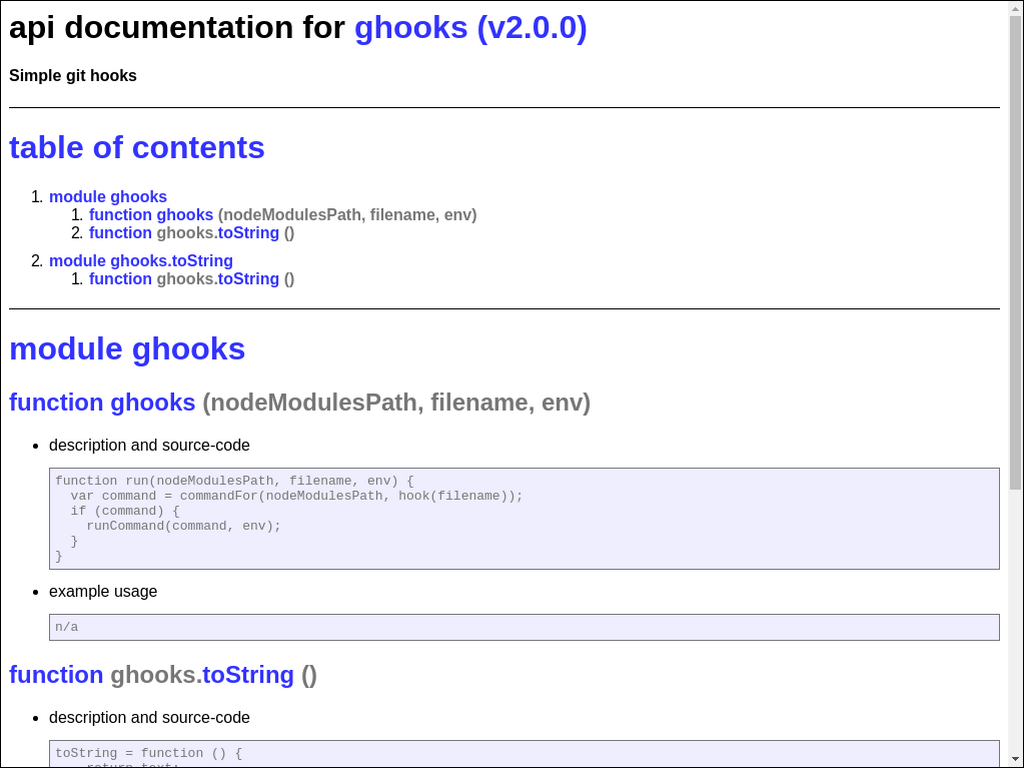 api documentation for ghooks (v2.0.0)
Simple git hooks
table of contents
1. module ghooks
1. function ghooks (nodeModulesPath, filename, env)
2. function ghooks.toString ()
2. module ghooks.toString
1. function ghooks.toString ()
module ghooks
function ghooks (nodeModulesPath, filename, env)
• description and source-code
function run(nodeModulesPath, filename, env) {
  var command = commandFor(nodeModulesPath, hook(filename));
  if (command) {
    runCommand(command, env);
  }
}
• example usage
n/a
function ghooks.toString ()
• description and source-code
toString = function () {
    return text;